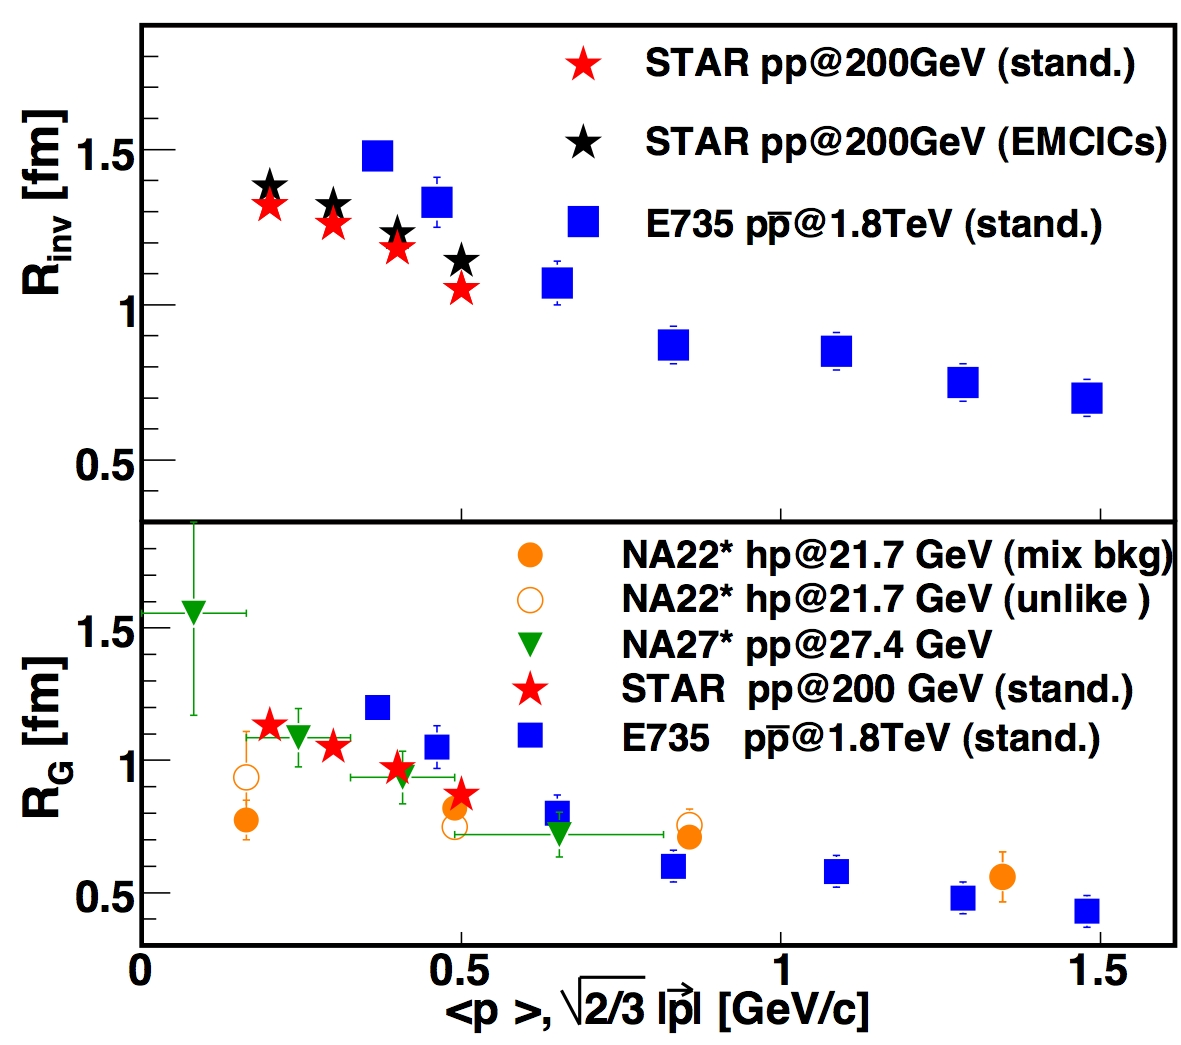 STAR pp@200GeV (stand.)
STAR pp@200GeV (EMCICs)
E735 pp̅@1.8TeV (stand.)
R_inv [fm]
1.5
1
0.5
NA22* hp@21.7 GeV (mix bkg)
NA22* hp@21.7 GeV (unlike )
NA27* pp@27.4 GeV
STAR pp@200 GeV (stand.)
E735 pp̅@1.8TeV (stand.)
R_G [fm]
1.5
1
0.5
0 0.5 1 1.5
<p >, √2/3 |p⃗| [GeV/c]